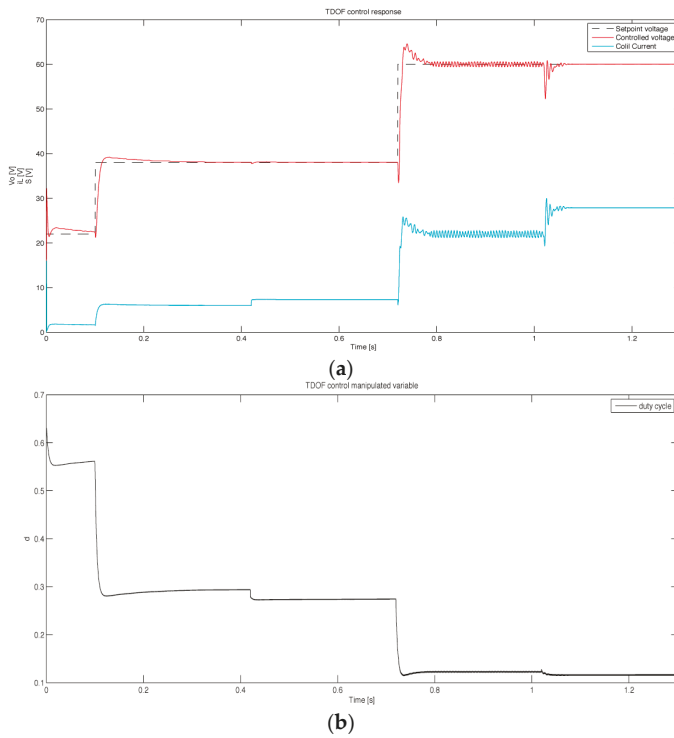 TDOF control response
70
60
50
40
30
20
10
0
Vo [V]
iL [V]
S [V]
Setpoint voltage
Controlled voltage
Colil Current
0 0.2 0.4 0.6 0.8 1 1.2
Time [s]
(a)
TDOF control manipulated variable
0.7
0.6
0.5
0.4
0.3
0.2
0.1
d
duty cycle
0 0.2 0.4 0.6 0.8 1 1.2
Time [s]
(b)